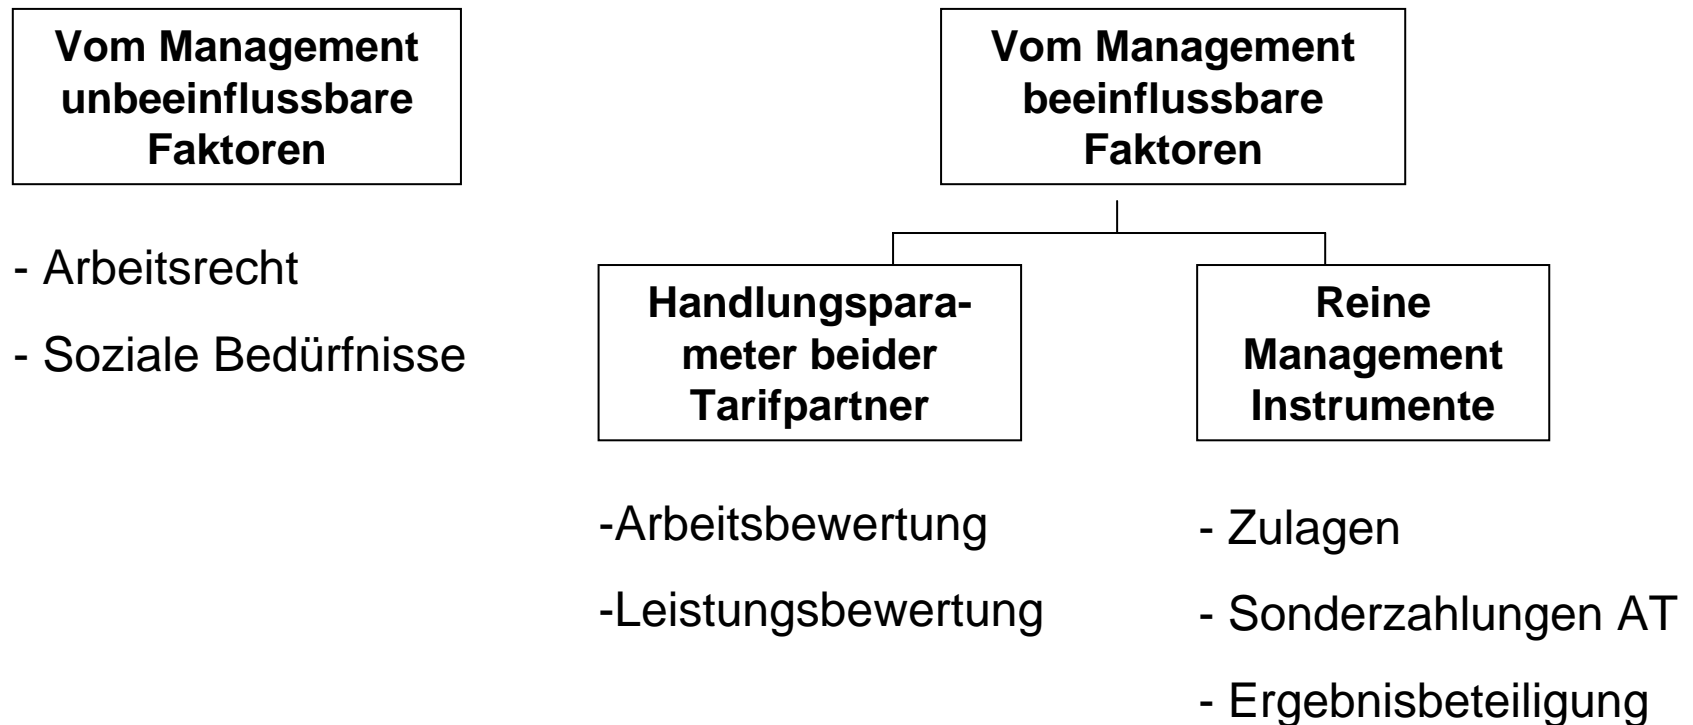 Vom Management
unbeeinflussbare
Faktoren
- Arbeitsrecht
- Soziale Bedürfnisse
Vom Management
beeinflussbare
Faktoren
Handlungspara-
meter beider
Tarifpartner
-Arbeitsbewertung
-Leistungsbewertung
Reine
Management
Instrumente
- Zulagen
- Sonderzahlungen AT
- Ergebnisbeteiligung